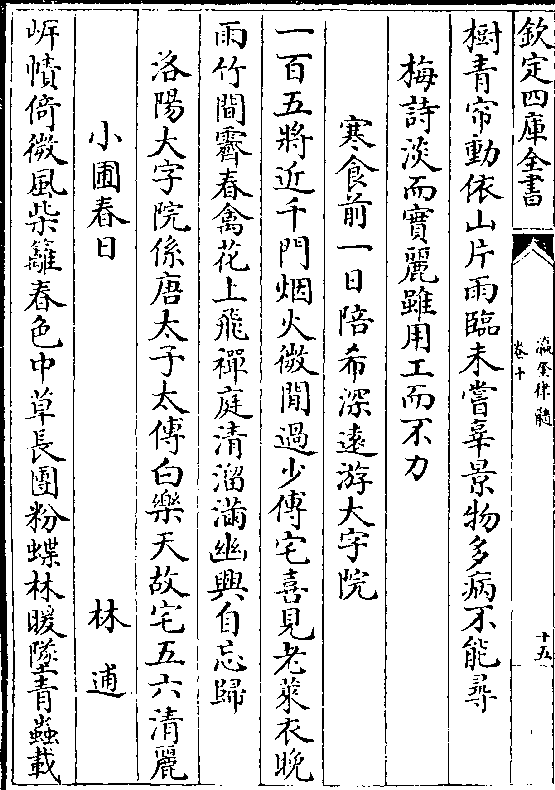 欽定四庫全書
瀛奎律髓
卷十
十五
樹青帘動依山片雨臨未嘗辜景物多病不能尋
梅詩淡而實麗雖用工而不力
寒食前一日陪希深遠游大字院
一百五將近千門烟火微閒過少傅宅喜見老萊衣晚
雨竹間霽春禽花上飛禪庭清溜滿幽興自忘歸
洛陽大字院係唐太子太傅白樂天故宅五六清麗
小圃春日
林逋
岸幘倚微風柴籬春色中草長團粉蝶林暖墜青蟲載